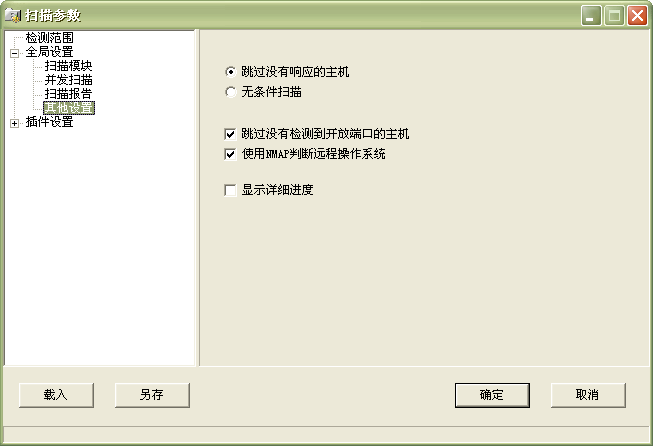 扫描参数
检测范围
全局设置
扫描模块
并发扫描
扫描报告
其他设置
插件设置
跳过没有响应的主机
无条件扫描
跳过没有检测到开放端口的主机
使用NMAP判断远程操作系统
显示详细进度
载入
另存
确定
取消